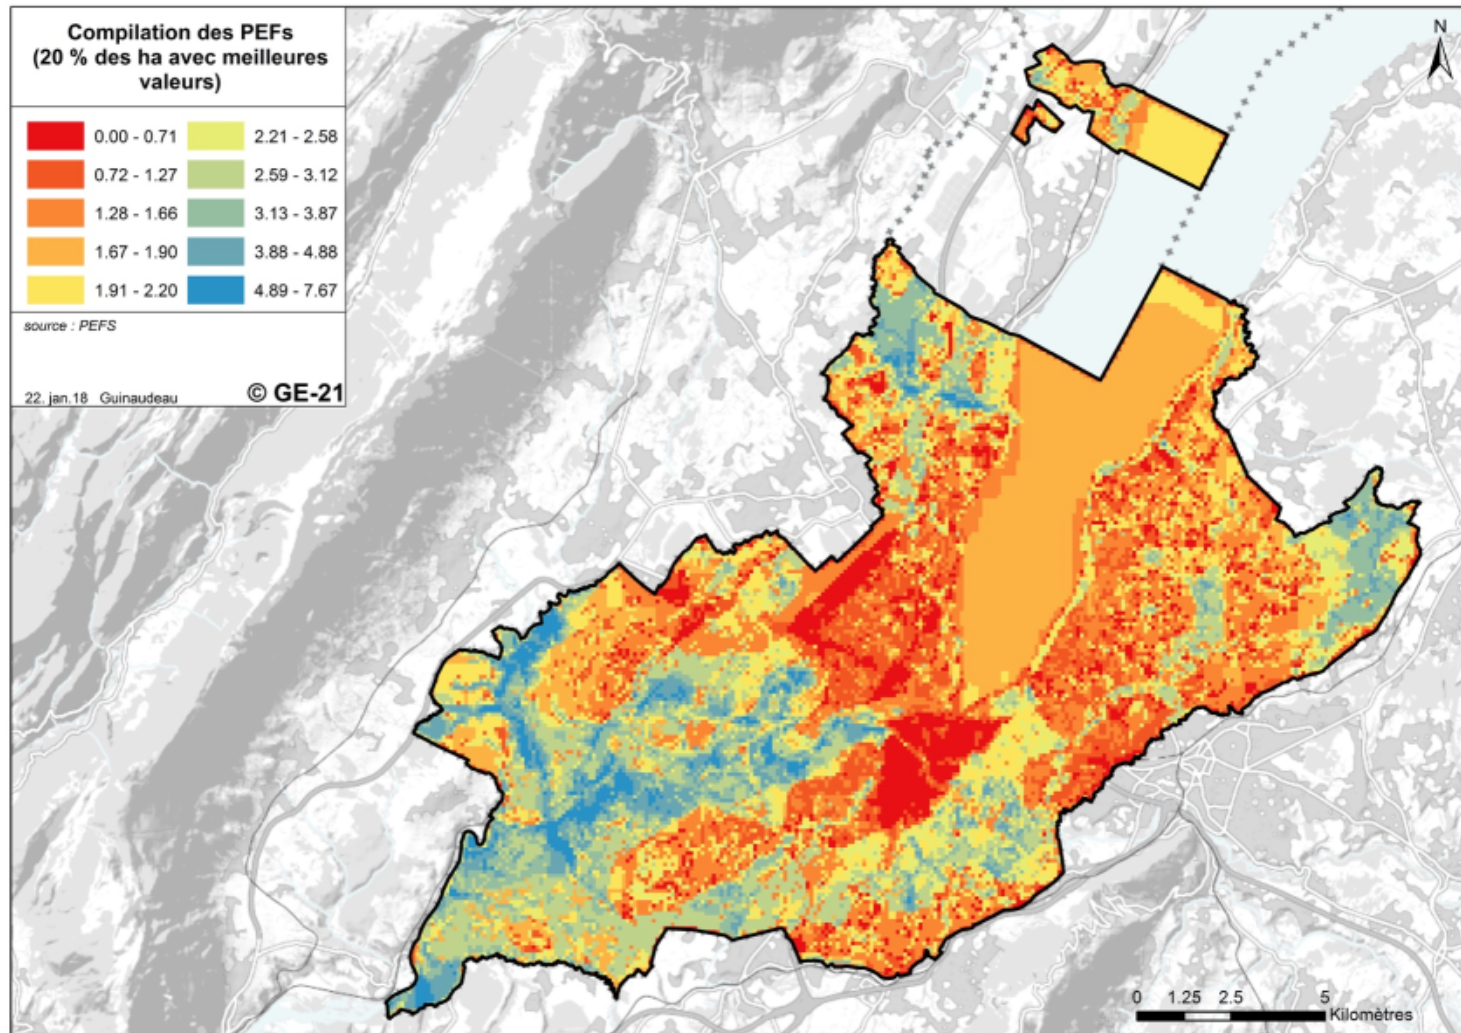 Compilation des PEFs
(20 % des ha avec meilleures
valeurs)
0.00 - 0.71
0.72 - 1.27
1.28 - 1.66
1.67 - 1.90
1.91 - 2.20
2.21 - 2.58
2.59 - 3.12
3.13 - 3.87
3.88 - 4.88
4.89 - 7.67
source : PEFS
22. jan.18 Guinaudeau
© GE-21
N
0 1.25 2.5 5
Kilomètres